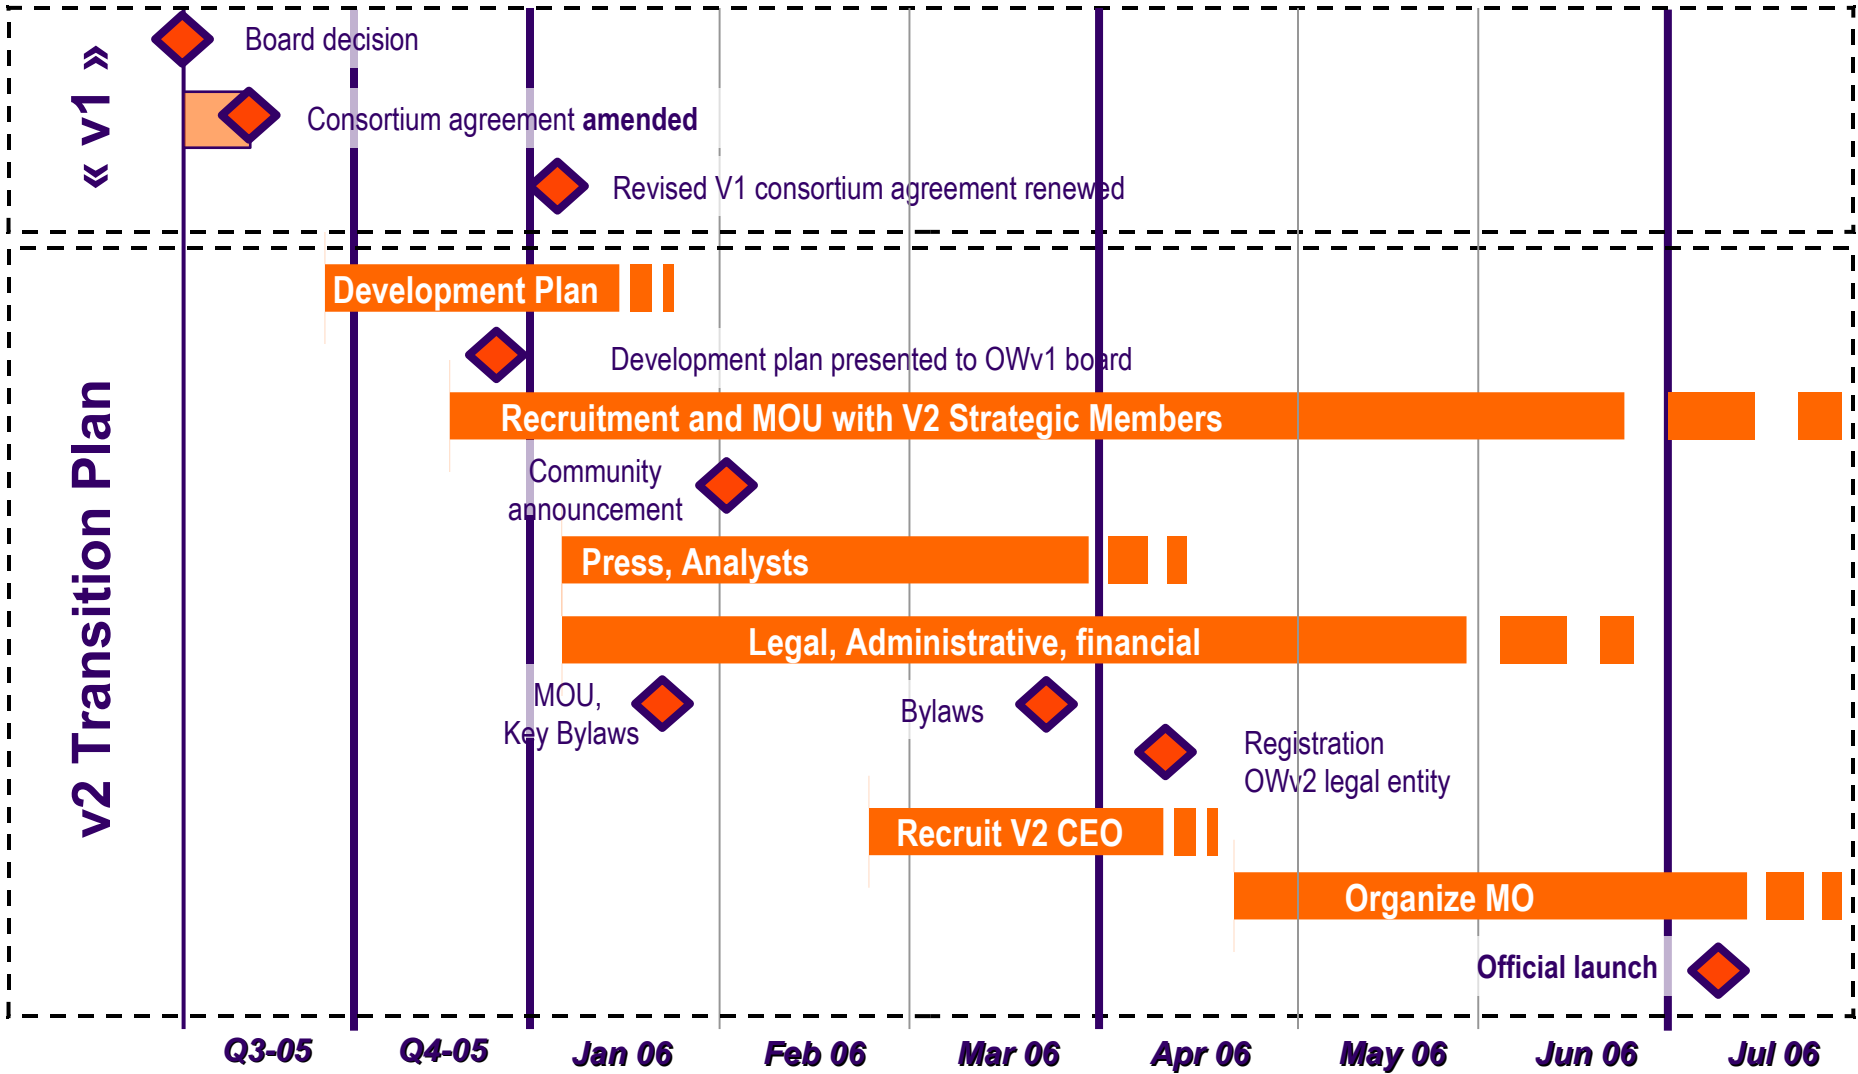 « v1 »
Board decision
Consortium agreement amended
Revised V1 consortium agreement renewed
v2 Transition Plan
Development Plan
Development plan presented to OWv1 board
Recruitment and MOU with V2 Strategic Members
Community
announcement
Press, Analysts
Legal, Administrative, financial
MOU,
Key Bylaws
Bylaws
Registration
OWv2 legal entity
Recruit V2 CEO
Organize MO
Official launch
Q3-05 Q4-05 Jan 06 Feb 06 Mar 06 Apr 06 May 06 Jun 06 Jul 06